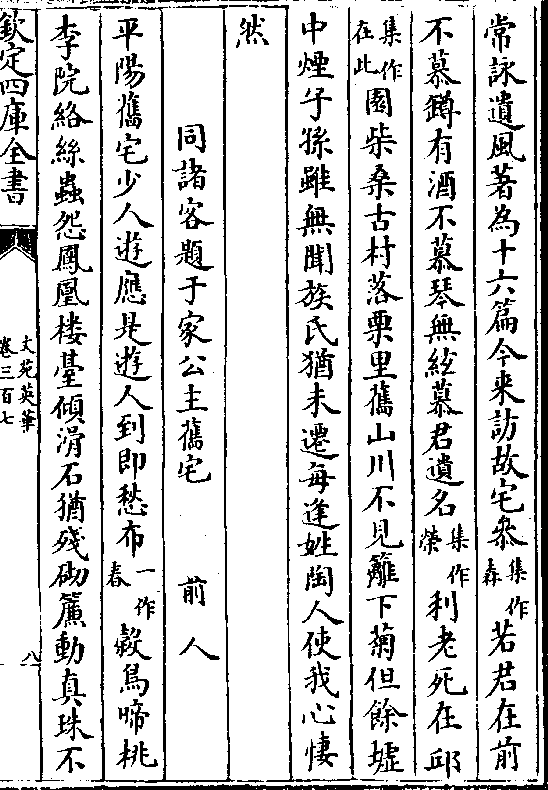 常詠遺風著為十六篇今来訪故宅叅集作森若君在前
不慕罇有酒不慕琴無絃慕君遺名集作榮利老死在邱
集作在此園柴桑古村落栗里舊山川不見籬下菊但餘墟
中煙子孫雖無聞族氏猶未遷每逢姓陶人使我心悽
然
同諸客題于家公主舊宅 前人
平陽舊宅少人遊應是遊人到即愁布一作春穀鳥啼桃
李院絡絲蟲怨鳳凰楼臺傾滑石猶殘砌簾動真珠不
欽定四庫全書
文苑英華
卷三百七
八